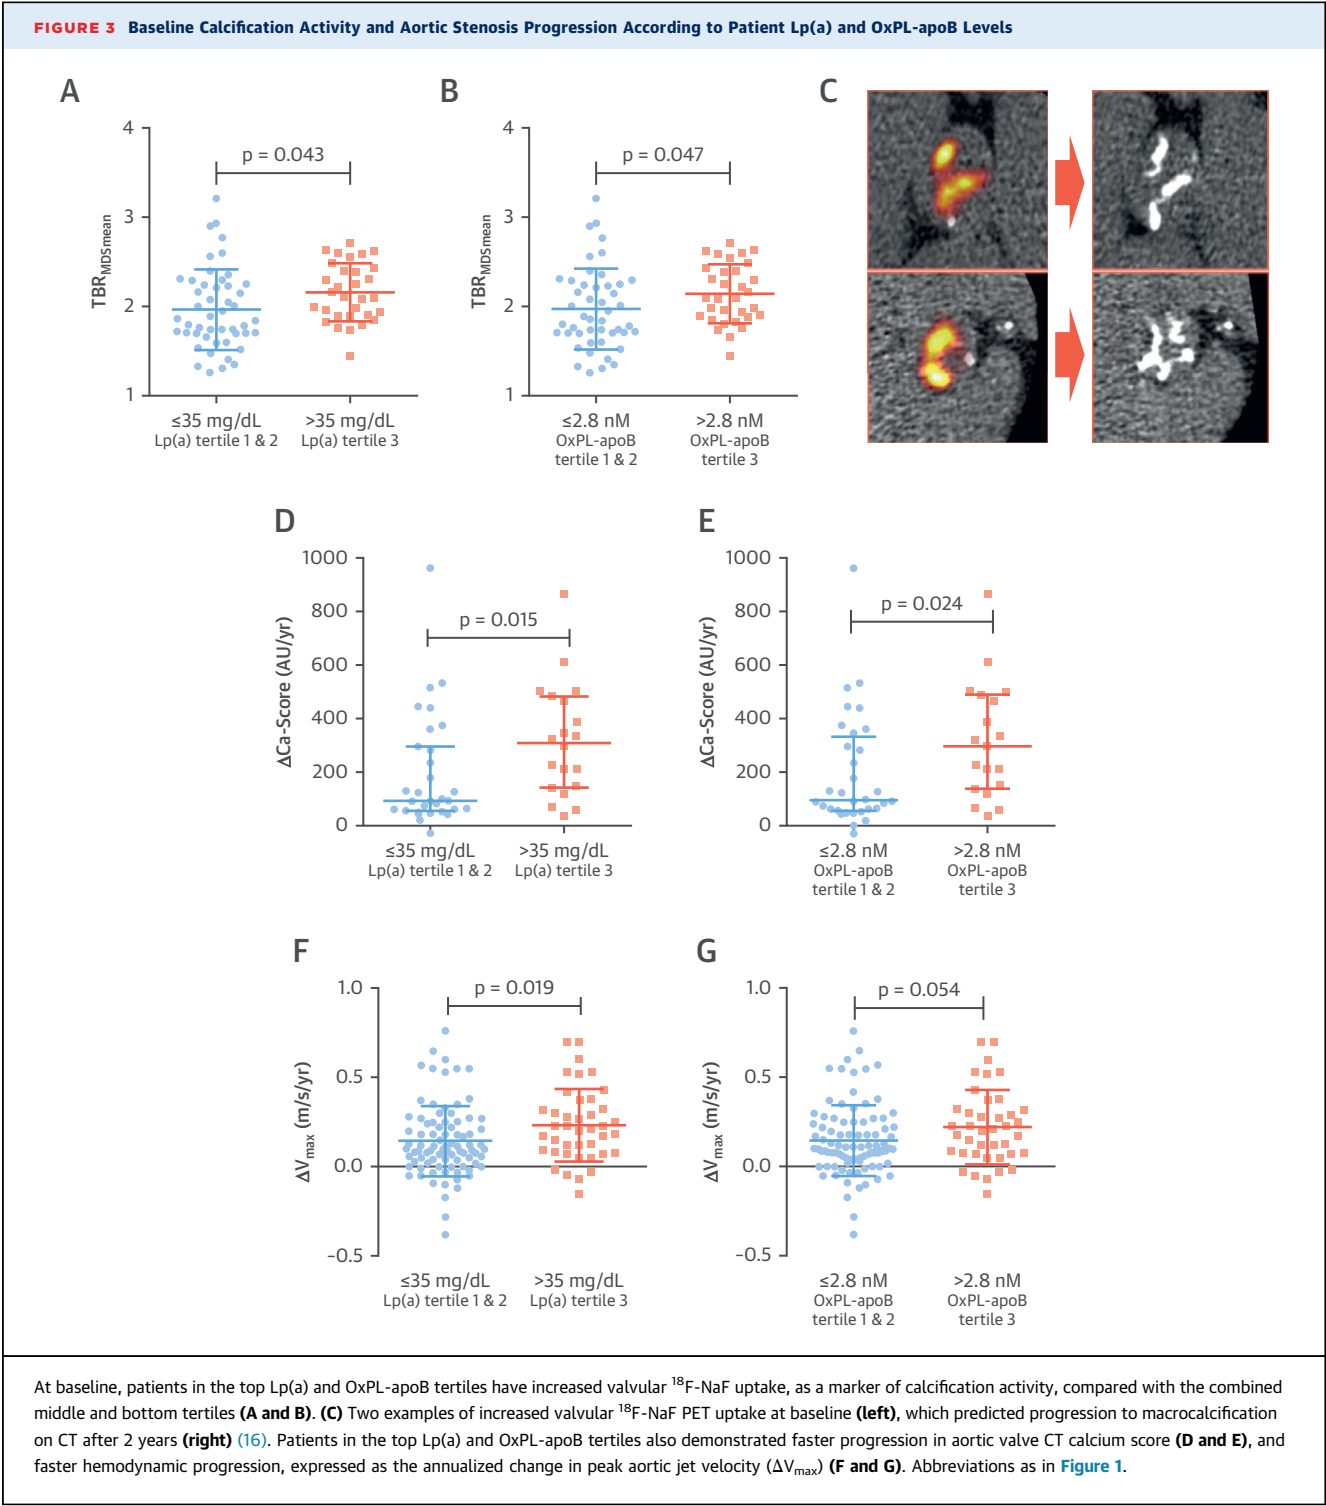 FIGURE 3 Baseline Calcification Activity and Aortic Stenosis Progression According to Patient Lp(a) and OxPL-apoB Levels
A
4
3
2
1
TBR MDSmean
p = 0.043
≤35 mg/dL
Lp(a) tertile 1 & 2
>35 mg/dL
Lp(a) tertile 3
B
4
3
2
1
TBR MDSmean
p = 0.047
≤2.8 nM
OxPL-apoB
tertile 1 & 2
>2.8 nM
OxPL-apoB
tertile 3
C
D
1000
800
600
400
200
0
ΔCa-Score (AU/yr)
p = 0.015
≤35 mg/dL
Lp(a) tertile 1 & 2
>35 mg/dL
Lp(a) tertile 3
E
1000
800
600
400
200
0
ΔCa-Score (AU/yr)
p = 0.024
≤2.8 nM
OxPL-apoB
tertile 1 & 2
>2.8 nM
OxPL-apoB
tertile 3
F
1.0
0.5
0.0
–0.5
ΔVmax (m/s/yr)
p = 0.019
≤35 mg/dL
Lp(a) tertile 1 & 2
>35 mg/dL
Lp(a) tertile 3
G
1.0
0.5
0.0
–0.5
ΔVmax (m/s/yr)
p = 0.054
≤2.8 nM
OxPL-apoB
tertile 1 & 2
>2.8 nM
OxPL-apoB
tertile 3
At baseline, patients in the top Lp(a) and OxPL-apoB tertiles have increased valvular 18F-NaF uptake, as a marker of calcification activity, compared with the combined
middle and bottom tertiles (A and B). (C) Two examples of increased valvular 18F-NaF PET uptake at baseline (left), which predicted progression to macrocalcification
on CT after 2 years (right) (16). Patients in the top Lp(a) and OxPL-apoB tertiles also demonstrated faster progression in aortic valve CT calcium score (D and E), and
faster hemodynamic progression, expressed as the annualized change in peak aortic jet velocity (ΔVmax) (F and G). Abbreviations as in Figure 1.